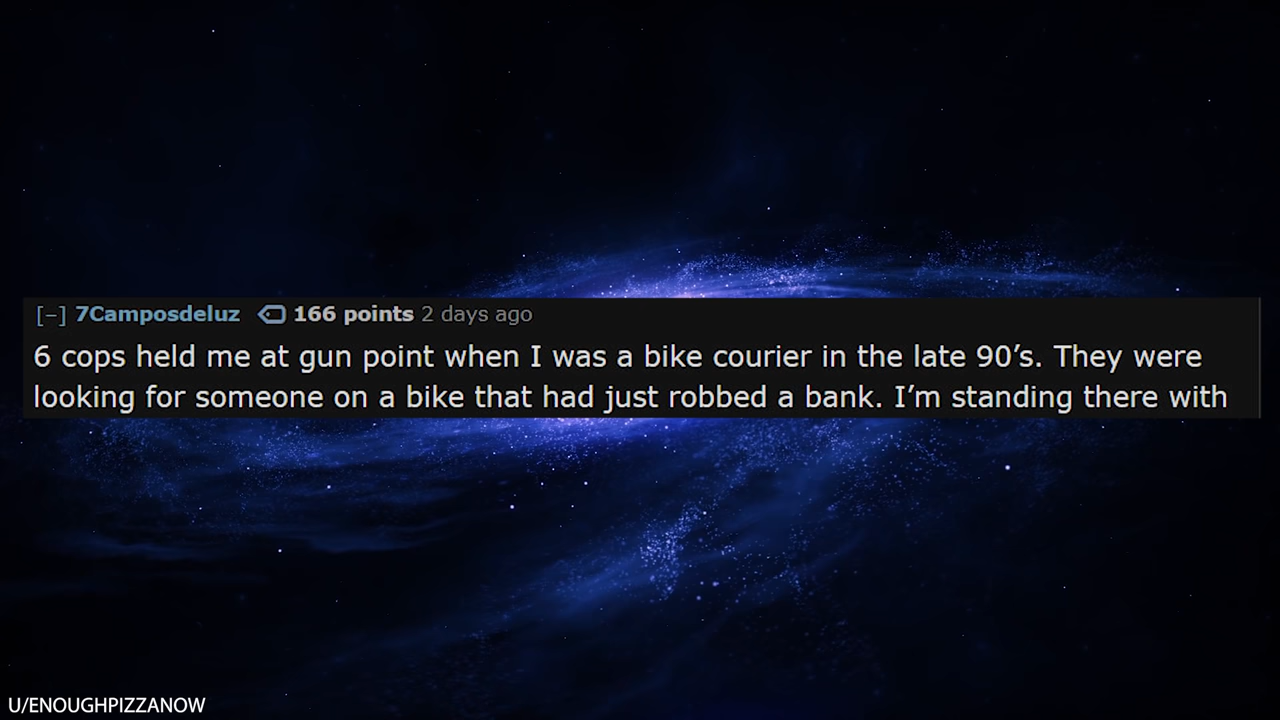 [–] 7Camposdeluz 166 points 2 days ago
6 cops held me at gun point when I was a bike courier in the late 90’s. They were
looking for someone on a bike that had just robbed a bank. I’m standing there with
U/ENOUGHPIZZANOW